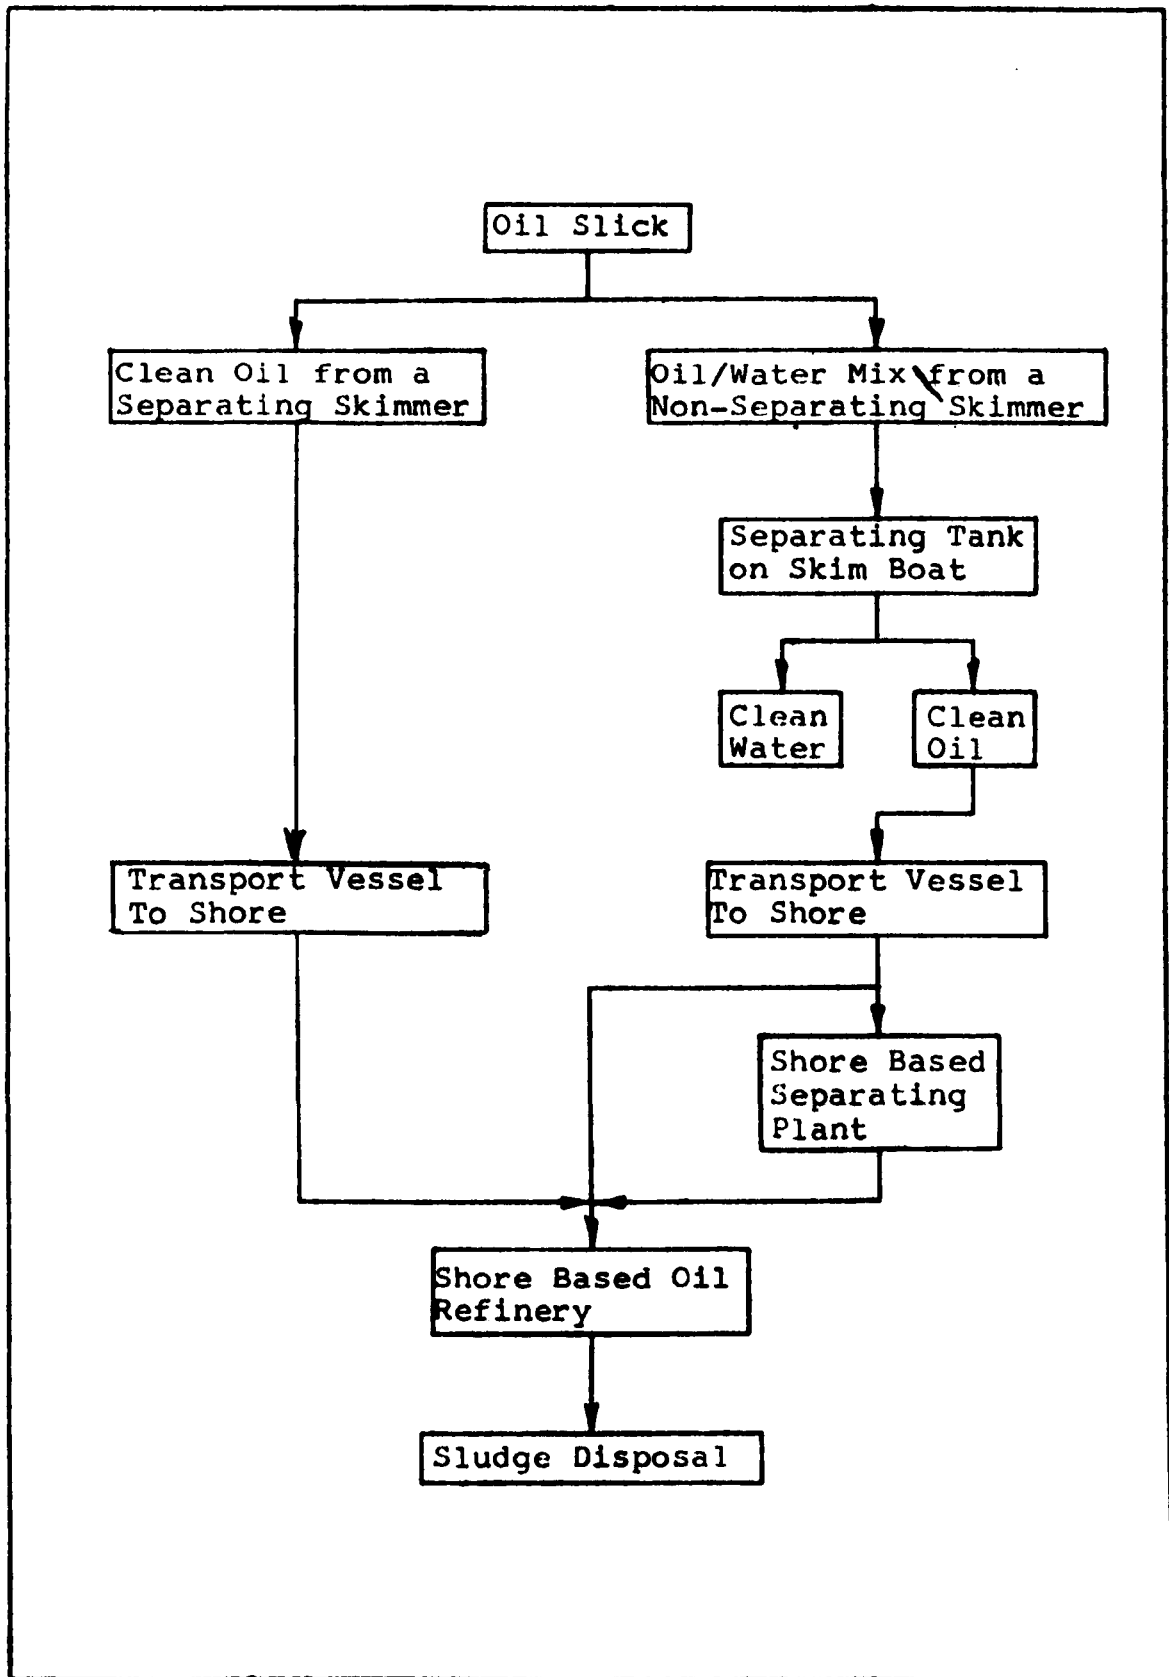 Oil Slick
Clean Oil from a
Separating Skimmer
Oil/Water Mix from a
Non-Separating Skimmer
Separating Tank
on Skim Boat
Clean
Water
Clean
Oil
Transport Vessel
To Shore
Transport Vessel
To Shore
Shore Based
Separating
Plant
Shore Based Oil
Refinery
Sludge Disposal